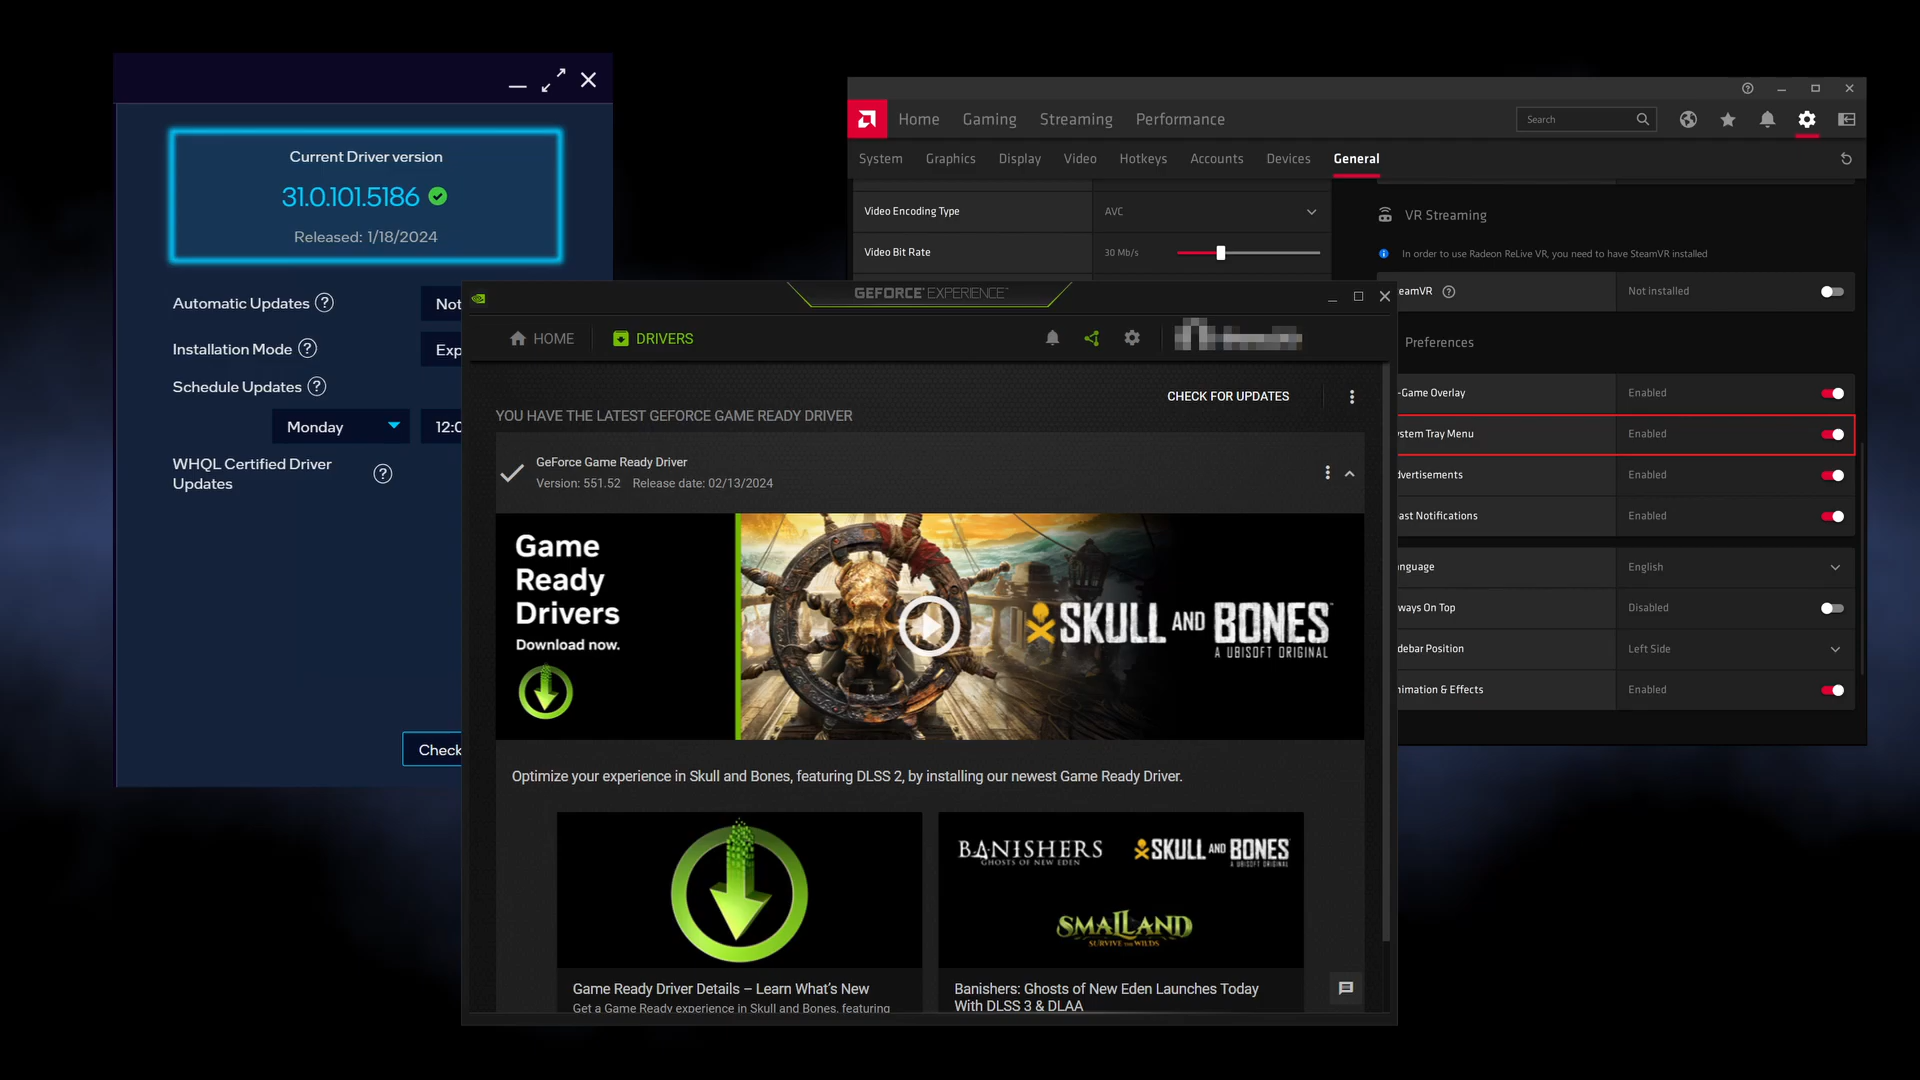 Current Driver version
31.0.101.5186
Released: 1/18/2024
Automatic Updates
Not
Installation Mode
Exp
Schedule Updates
Monday
12:0
WHQL Certified Driver
Updates
Check
Home Gaming Streaming Performance
Search
System Graphics Display Video Hotkeys Accounts Devices General
Video Encoding Type AVC
Video Bit Rate 30 Mb/s
VR Streaming
In order to use Radeon ReLive VR, you need to have SteamVR installed
eamVR Not installed
Preferences
-Game Overlay Enabled
stem Tray Menu Enabled
vertisements Enabled
ast Notifications Enabled
nguage English
ways On Top Disabled
debar Position Left Side
nimation & Effects Enabled
GEFORCE EXPERIENCE
HOME DRIVERS
CHECK FOR UPDATES
YOU HAVE THE LATEST GEFORCE GAME READY DRIVER
GeForce Game Ready Driver
Version: 551.52 Release date: 02/13/2024
Game
Ready
Drivers
Download now.
SKULL AND BONES™
A UBISOFT ORIGINAL
Optimize your experience in Skull and Bones, featuring DLSS 2, by installing our newest Game Ready Driver.
BANISHERS
GHOSTS OF NEW EDEN
SKULL AND BONES
A UBISOFT ORIGINAL
SMALLAND
SURVIVE THE WILDS
Game Ready Driver Details – Learn What's New
Get a Game Ready experience in Skull and Bones, featuring
Banishers: Ghosts of New Eden Launches Today
With DLSS 3 & DLAA